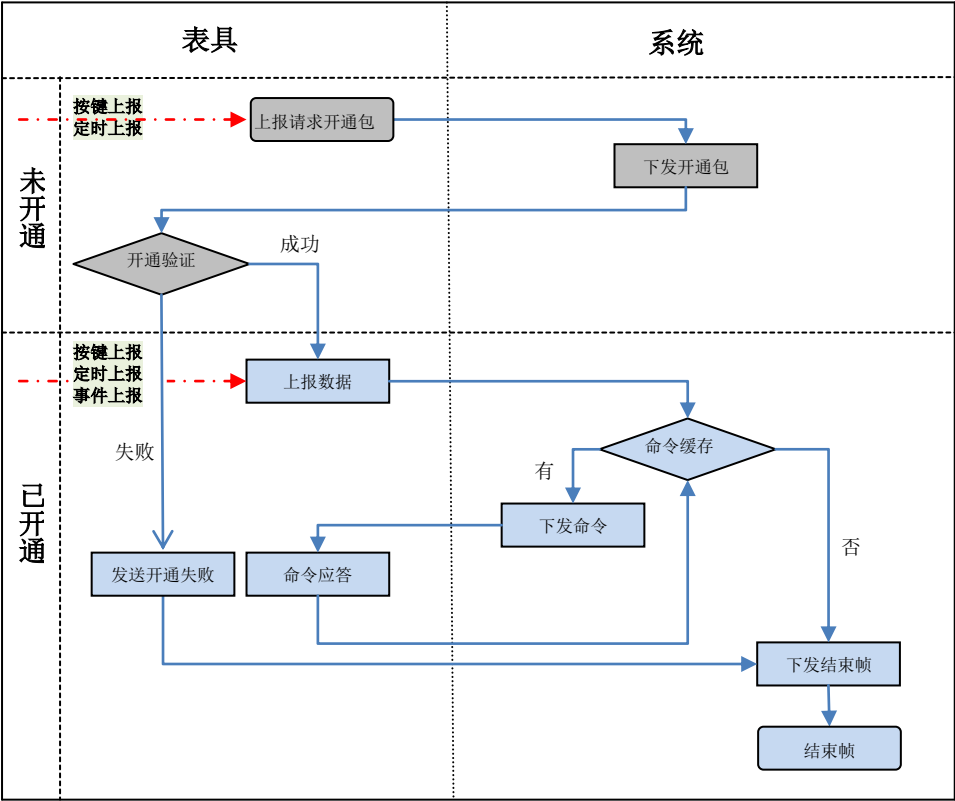 表具
系统
按键上报
定时上报
上报请求开通包
下发开通包
未开通
成功
开通验证
按键上报
定时上报
事件上报
上报数据
命令缓存
失败
有
已开通
下发命令
否
发送开通失败
命令应答
下发结束帧
结束帧